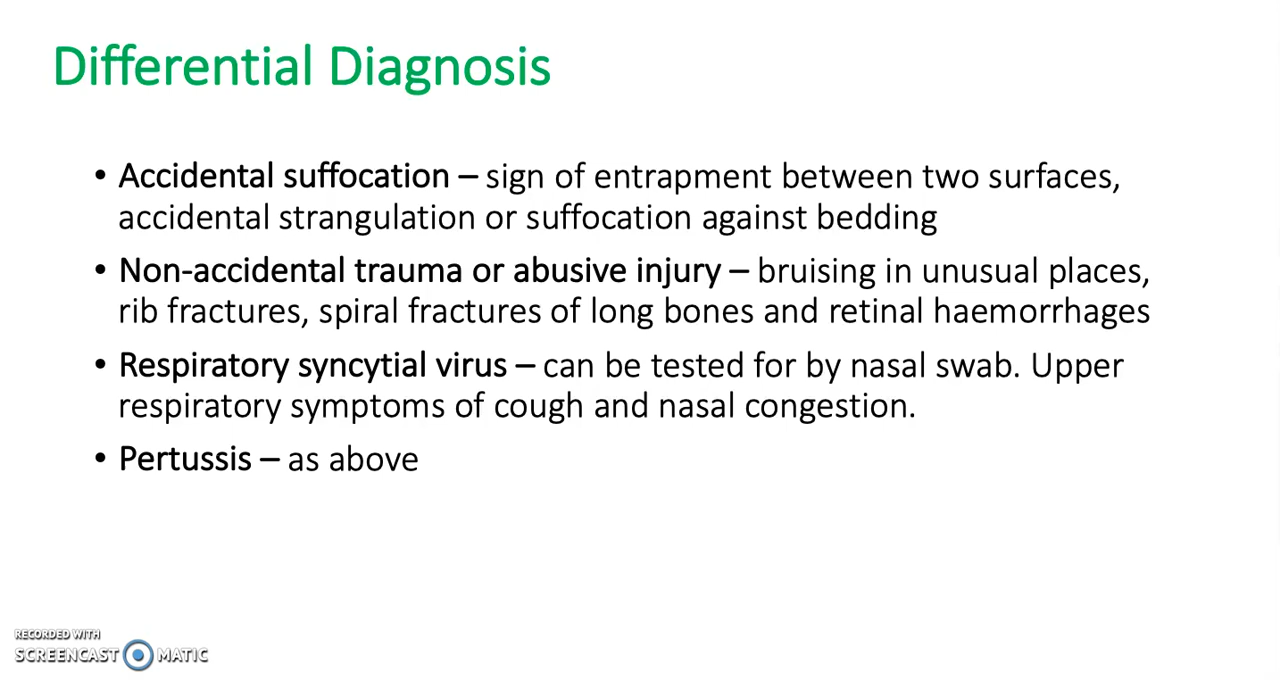 Differential Diagnosis
• Accidental suffocation – sign of entrapment between two surfaces,
accidental strangulation or suffocation against bedding
• Non-accidental trauma or abusive injury – bruising in unusual places,
rib fractures, spiral fractures of long bones and retinal haemorrhages
• Respiratory syncytial virus – can be tested for by nasal swab. Upper
respiratory symptoms of cough and nasal congestion.
• Pertussis – as above
RECORDED WITH
SCREENCAST MATIC